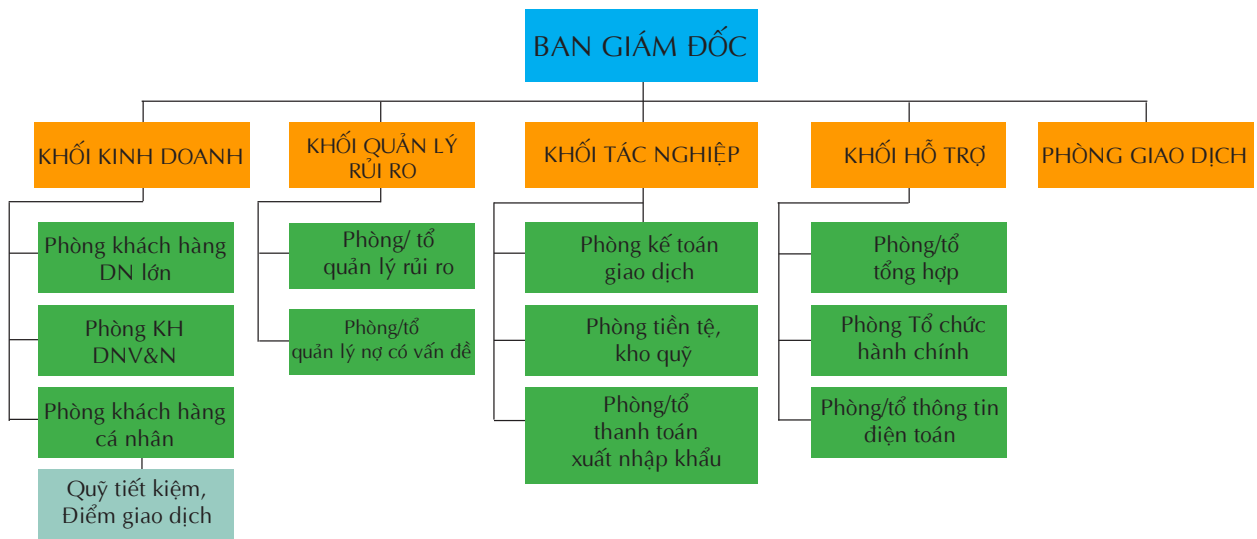 BAN GIÁM ĐỐC
KHỐI KINH DOANH
KHỐI QUẢN LÝ
RỦI RO
KHỐI TÁC NGHIỆP
KHỐI HỖ TRỢ
PHÒNG GIAO DỊCH
Phòng khách hàng
DN lớn
Phòng KH
DNV&N
Phòng khách hàng
cá nhân
Quỹ tiết kiệm,
Điểm giao dịch
Phòng/ tổ
quản lý rủi ro
Phòng/tổ
quản lý nợ có vấn đề
Phòng kế toán
giao dịch
Phòng tiền tệ,
kho quỹ
Phòng/tổ
thanh toán
xuất nhập khẩu
Phòng/tổ
tổng hợp
Phòng Tổ chức
hành chính
Phòng/tổ thông tin
điện toán